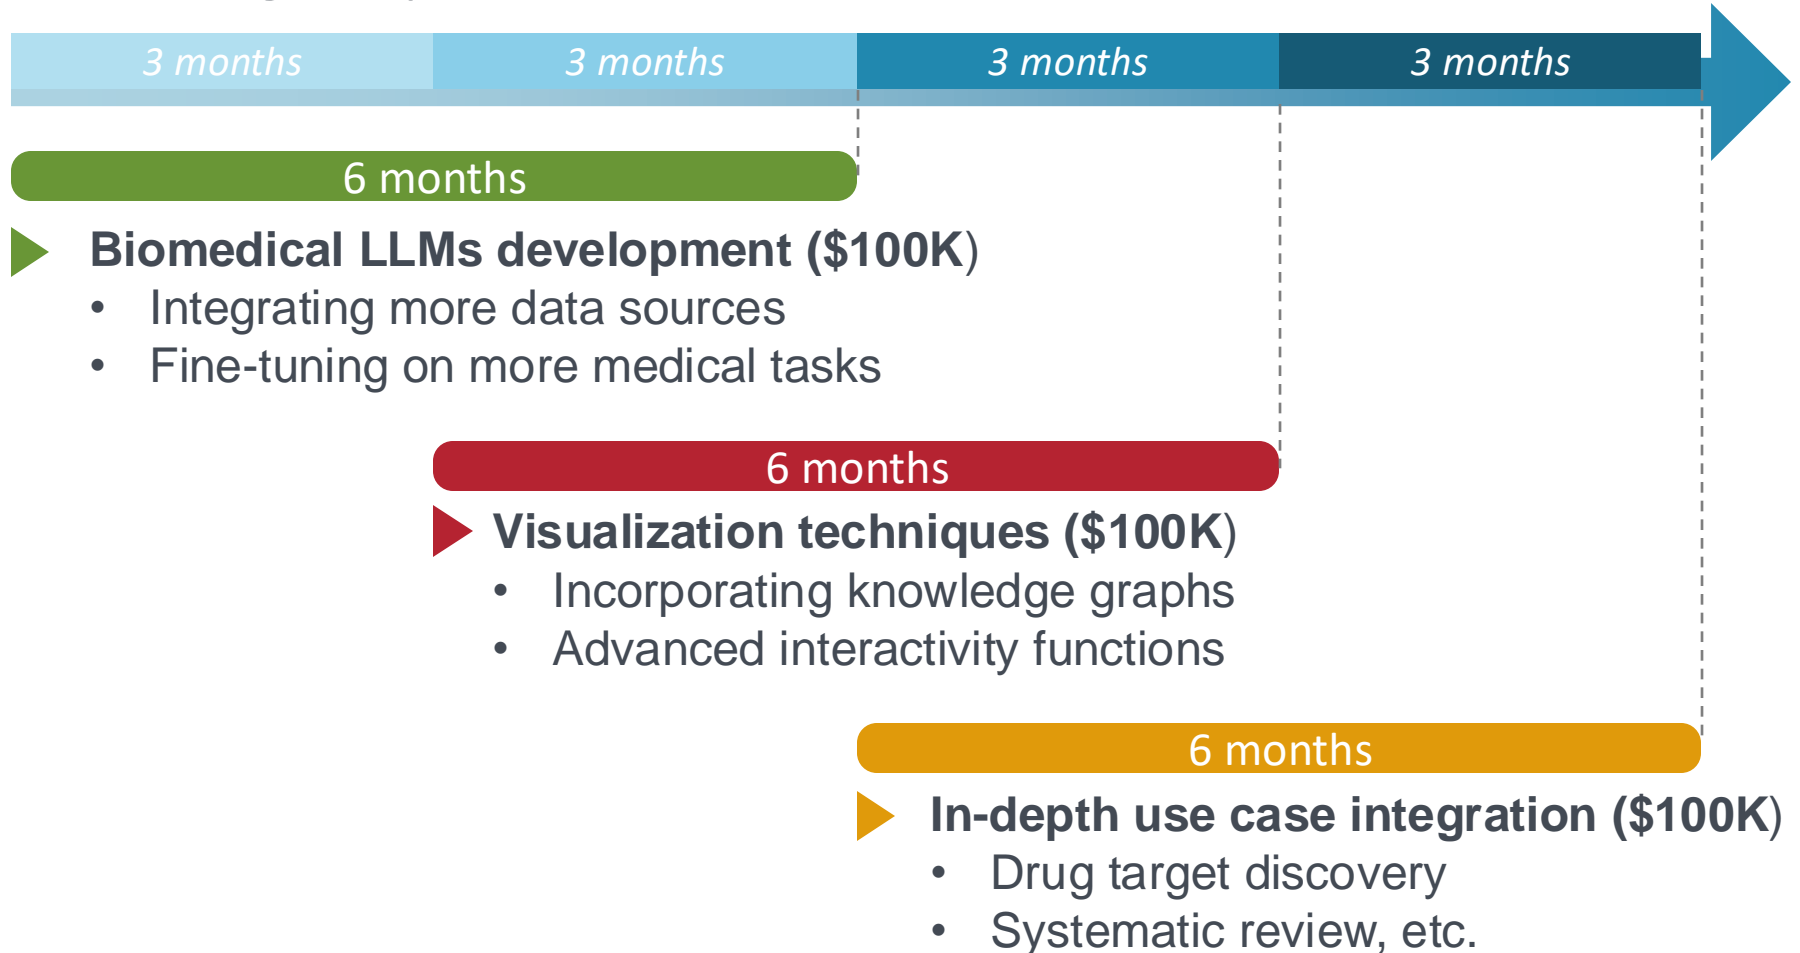 3 months
3 months
3 months
3 months
6 months
Biomedical LLMs development ($100K)
• Integrating more data sources
• Fine-tuning on more medical tasks
6 months
Visualization techniques ($100K)
• Incorporating knowledge graphs
• Advanced interactivity functions
6 months
In-depth use case integration ($100K)
• Drug target discovery
• Systematic review, etc.